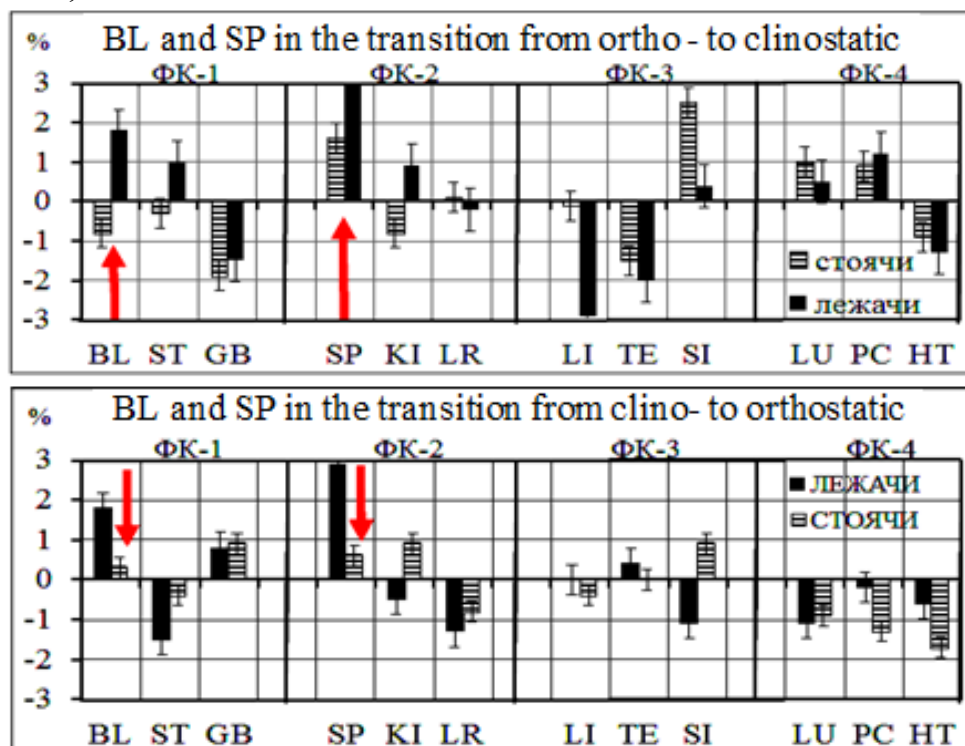 BL and SP in the transition from ortho - to clinostatic
%
ФК-1 ФК-2 ФК-3 ФК-4
3
2
1
0
-1
-2
-3
стоячи
лежачи
BL ST GB SP KI LR LI TE SI LU PC HT
BL and SP in the transition from clino- to orthostatic
%
ФК-1 ФК-2 ФК-3 ФК-4
3
2
1
0
-1
-2
-3
ЛЕЖАЧИ
СТОЯЧИ
BL ST GB SP KI LR LI TE SI LU PC HT